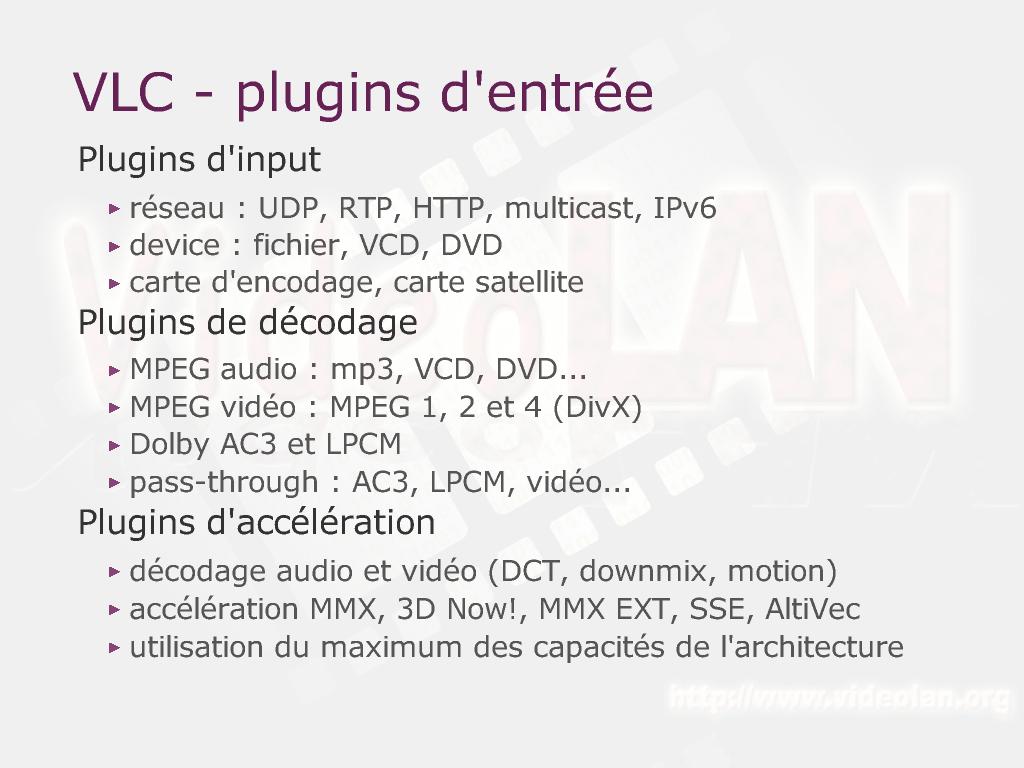 VLC - plugins d'entrée
Plugins d'input
▸ réseau : UDP, RTP, HTTP, multicast, IPv6
▸ device : fichier, VCD, DVD
▸ carte d'encodage, carte satellite
Plugins de décodage
▸ MPEG audio : mp3, VCD, DVD...
▸ MPEG vidéo : MPEG 1, 2 et 4 (DivX)
▸ Dolby AC3 et LPCM
▸ pass-through : AC3, LPCM, vidéo...
Plugins d'accélération
▸ décodage audio et vidéo (DCT, downmix, motion)
▸ accélération MMX, 3D Now!, MMX EXT, SSE, AltiVec
▸ utilisation du maximum des capacités de l'architecture
VideoLAN
http://www.videolan.org